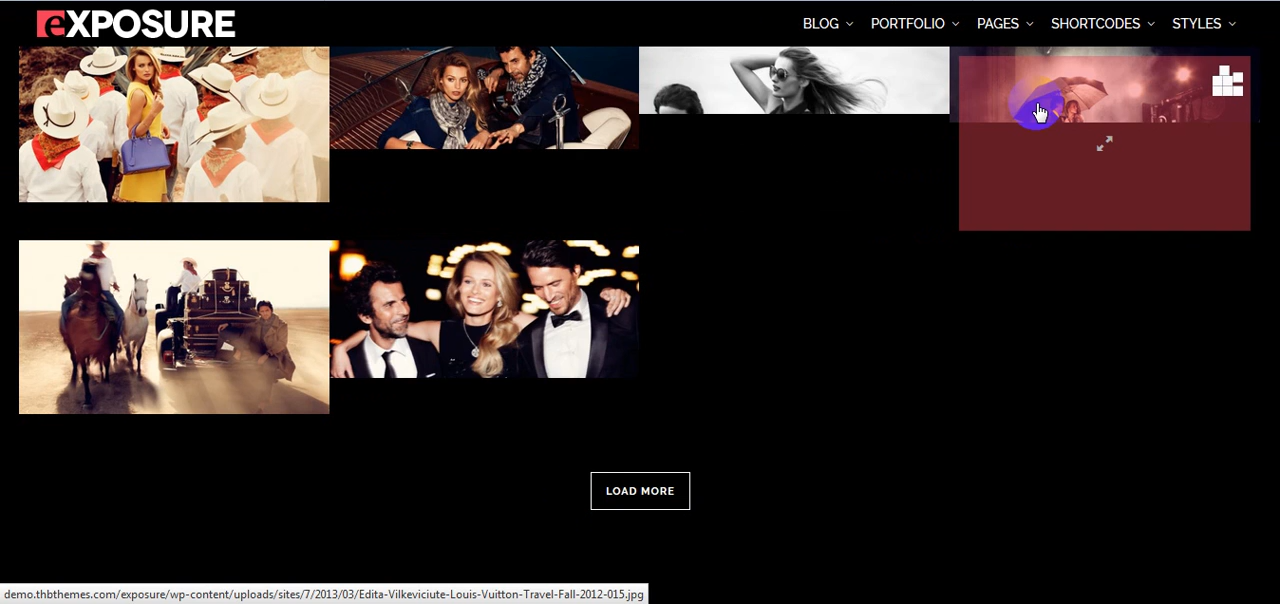 eXPOSURE
BLOG PORTFOLIO PAGES SHORTCODES STYLES
LOAD MORE
demo.thbthemes.com/exposure/wp-content/uploads/sites/7/2013/03/Edita-Vilkeviciute-Louis-Vuitton-Travel-Fall-2012-015.jpg